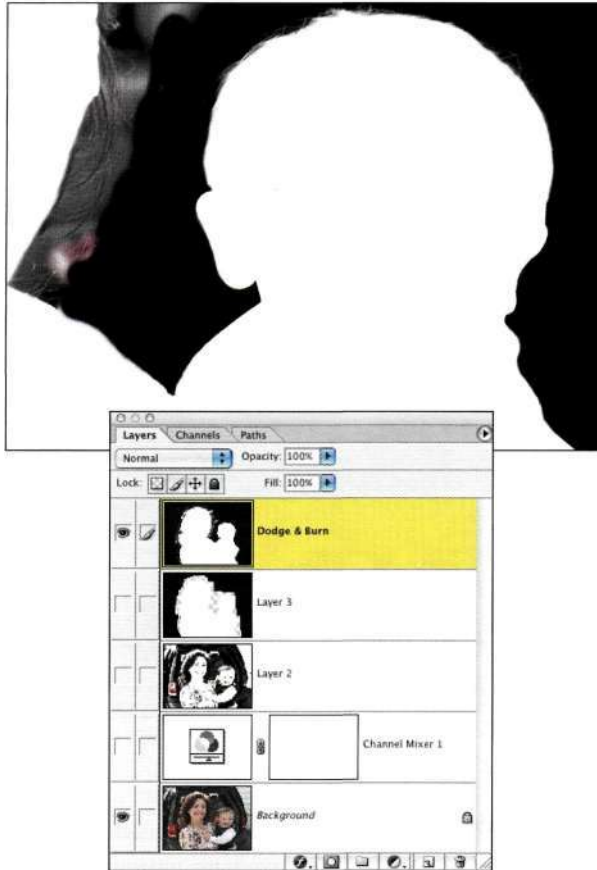 Layers Channels Paths
Normal Opacity: 100%
Lock: Fill: 100%
Dodge & Burn
Layer 3
Layer 2
Channel Mixer 1
Background